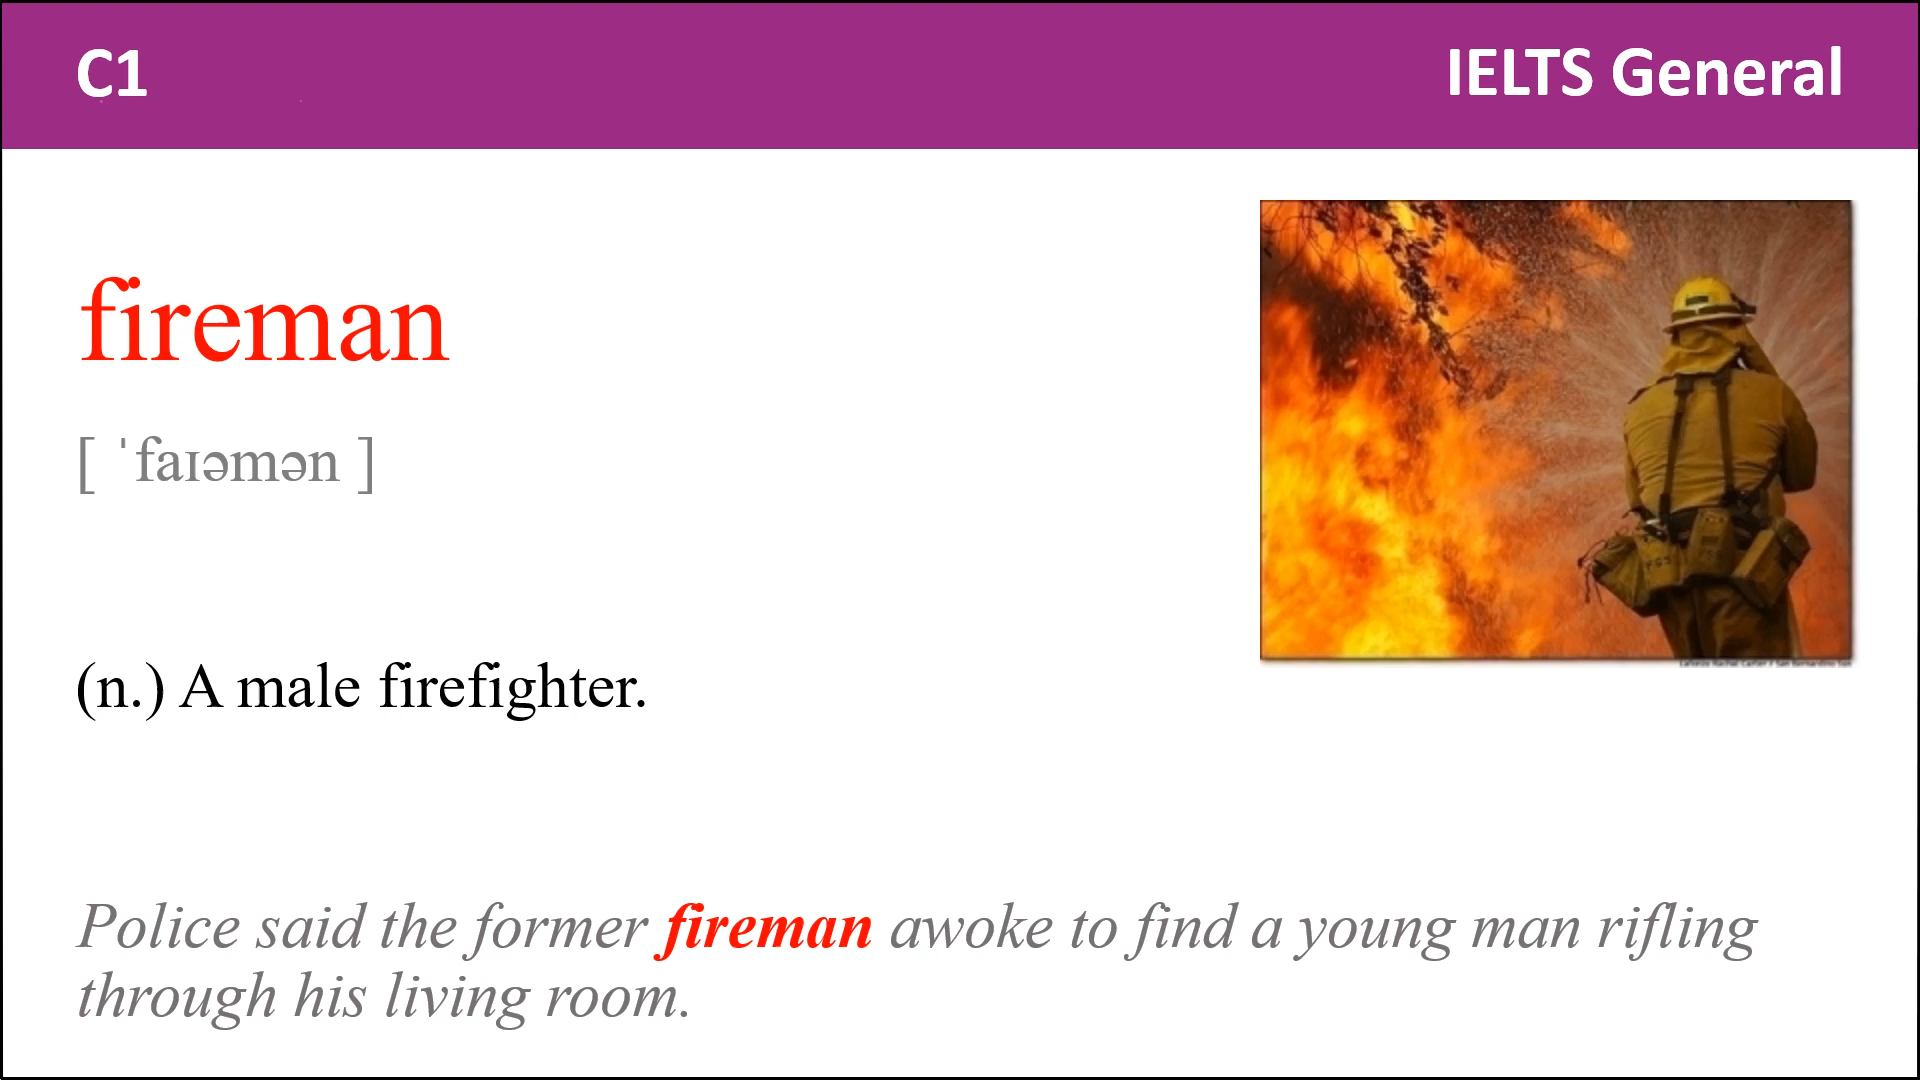 C1
IELTS General
fireman
[ ˈfaɪəmən ]
(n.) A male firefighter.
Police said the former fireman awoke to find a young man rifling
through his living room.